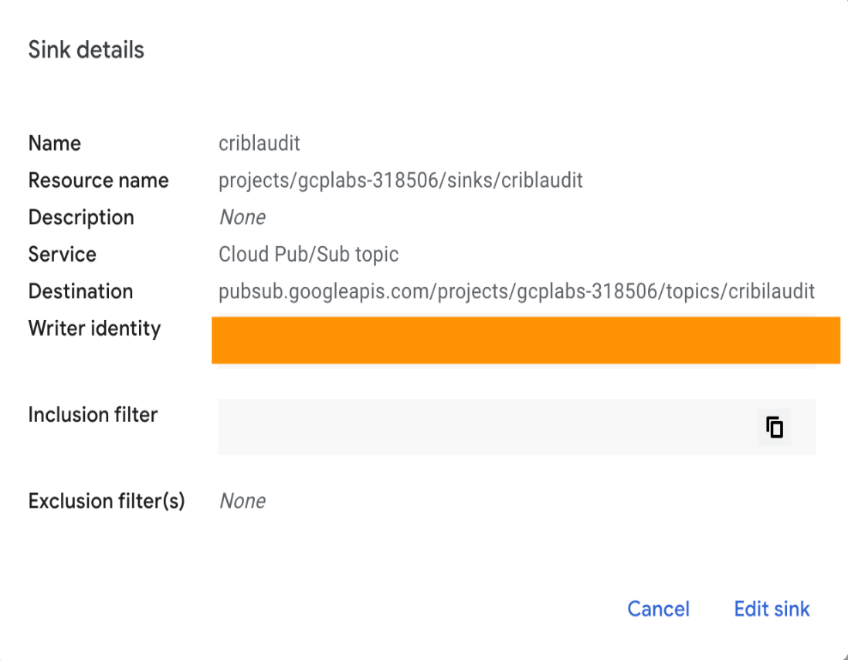 Sink details
Name criblaudit
Resource name projects/gcplabs-318506/sinks/criblaudit
Description None
Service Cloud Pub/Sub topic
Destination pubsub.googleapis.com/projects/gcplabs-318506/topics/cribilaudit
Writer identity
Inclusion filter
Exclusion filter(s) None
Cancel Edit sink